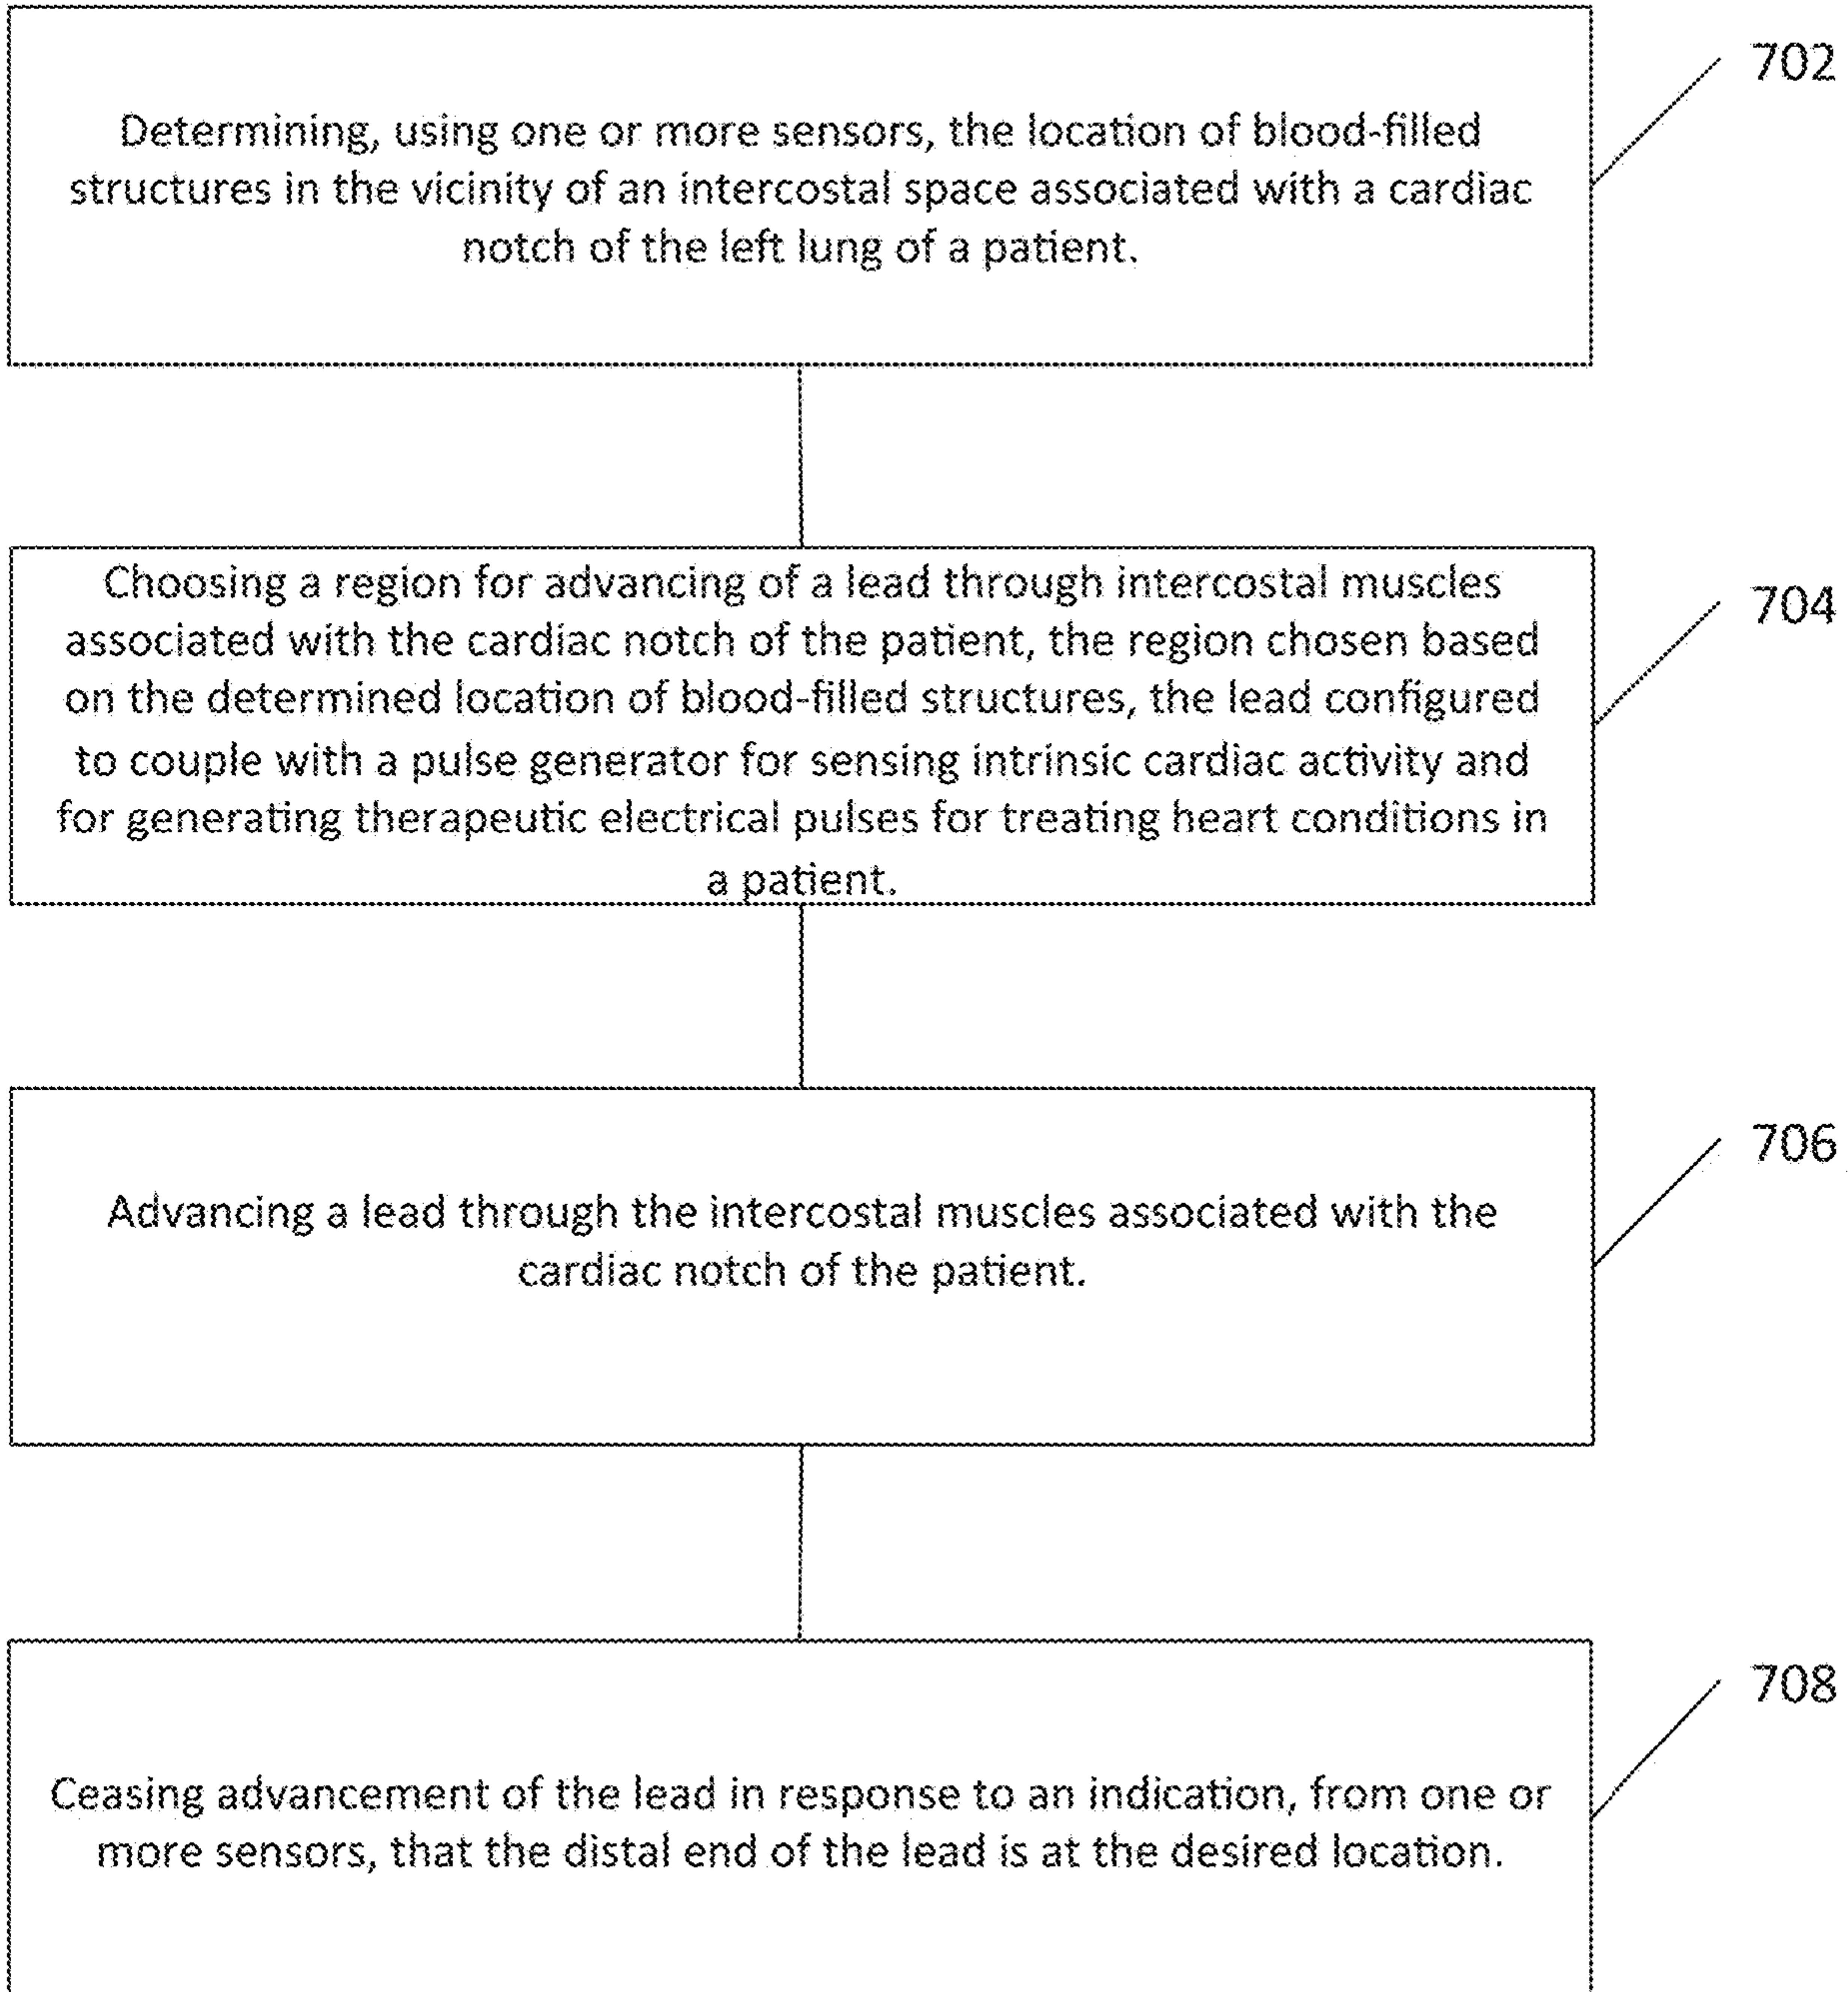 702
Determining, using one or more sensors, the location of blood-filled
structures in the vicinity of an intercostal space associated with a cardiac
notch of the left lung of a patient.
704
Choosing a region for advancing of a lead through intercostal muscles
associated with the cardiac notch of the patient, the region chosen based
on the determined location of blood-filled structures, the lead configured
to couple with a pulse generator for sensing intrinsic cardiac activity and
for generating therapeutic electrical pulses for treating heart conditions in
a patient.
706
Advancing a lead through the intercostal muscles associated with the
cardiac notch of the patient.
708
Ceasing advancement of the lead in response to an indication, from one or
more sensors, that the distal end of the lead is at the desired location.